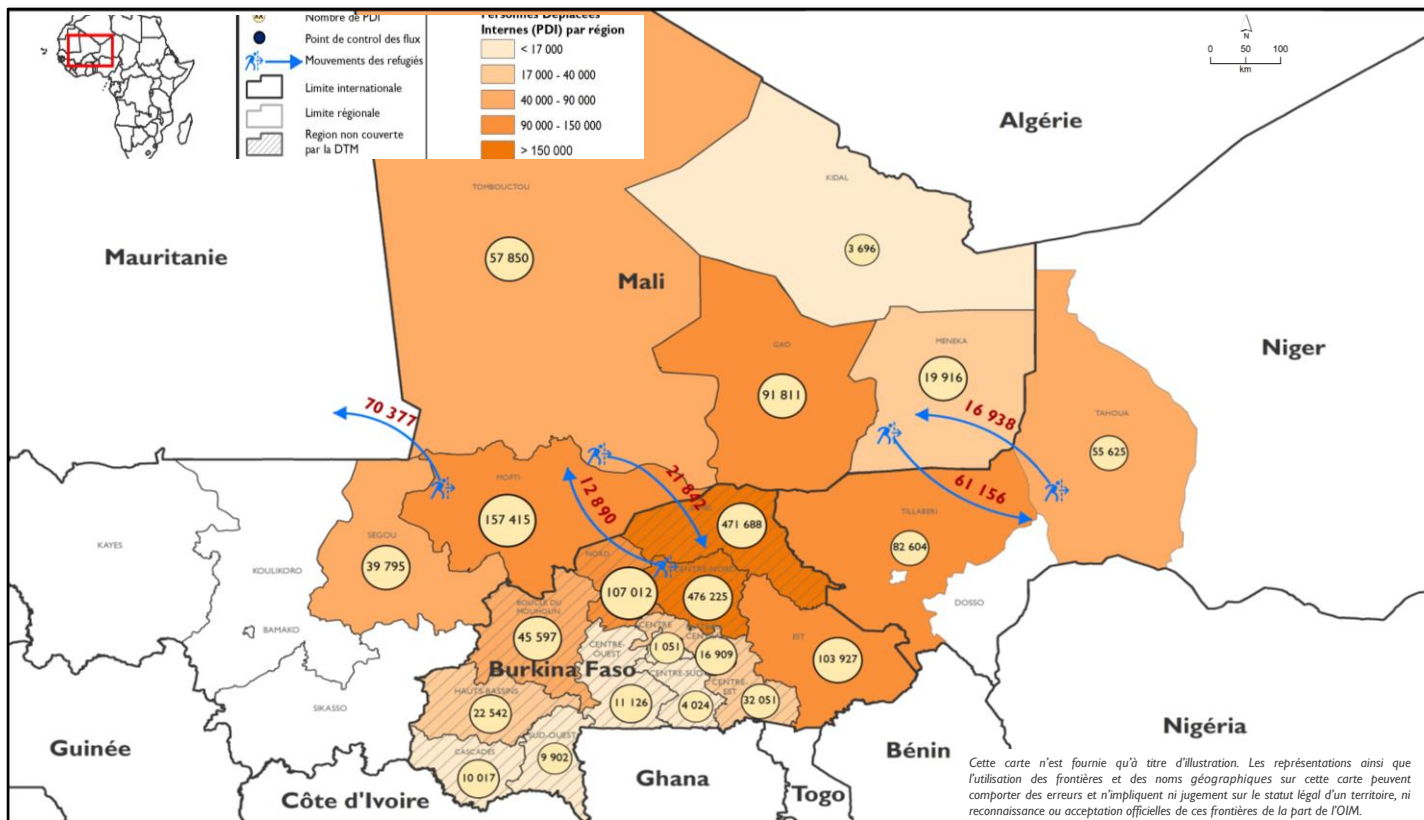 Nombre de PDI
Point de control des flux
Mouvements des refugiés
Limite internationale
Limite régionale
Region non couverte
par la DTM
Personnes Déplacées
Internes (PDI) par région
< 17 000
17 000 - 40 000
40 000 - 90 000
90 000 - 150 000
> 150 000
N
0 50 100
km
Algérie
Mauritanie
Mali
Niger
TOMBOUCTOU
57 850
KIDAL
3 696
GAO
91 811
MENEKA
19 916
TAHOUA
55 625
70 377
16 938
61 156
21 842
12 890
MOPTI
157 415
SEGOU
39 795
KAYES
KOULIKORO
BAMAKO
SIKASSO
471 688
TILLABERI
82 604
DOSSO
NORD
107 012
CENTRE-NORD
476 225
BOUCLE DU
MOUHOUN
45 597
Burkina Faso
CENTRE-
OUEST
11 126
CENTRE
1 051
16 909
CENTRE-SUD
4 024
CENTRE-
EST
32 051
EST
103 927
HAUTS-BASSINS
22 542
CASCADES
10 017
SUD-OUEST
9 902
Guinée
Côte d'Ivoire
Ghana
Togo
Bénin
Nigéria
Cette carte n'est fournie qu'à titre d'illustration. Les représentations ainsi que
l'utilisation des frontières et des noms géographiques sur cette carte peuvent
comporter des erreurs et n'impliquent ni jugement sur le statut légal d'un territoire, ni
reconnaissance ou acceptation officielles de ces frontières de la part de l'OIM.